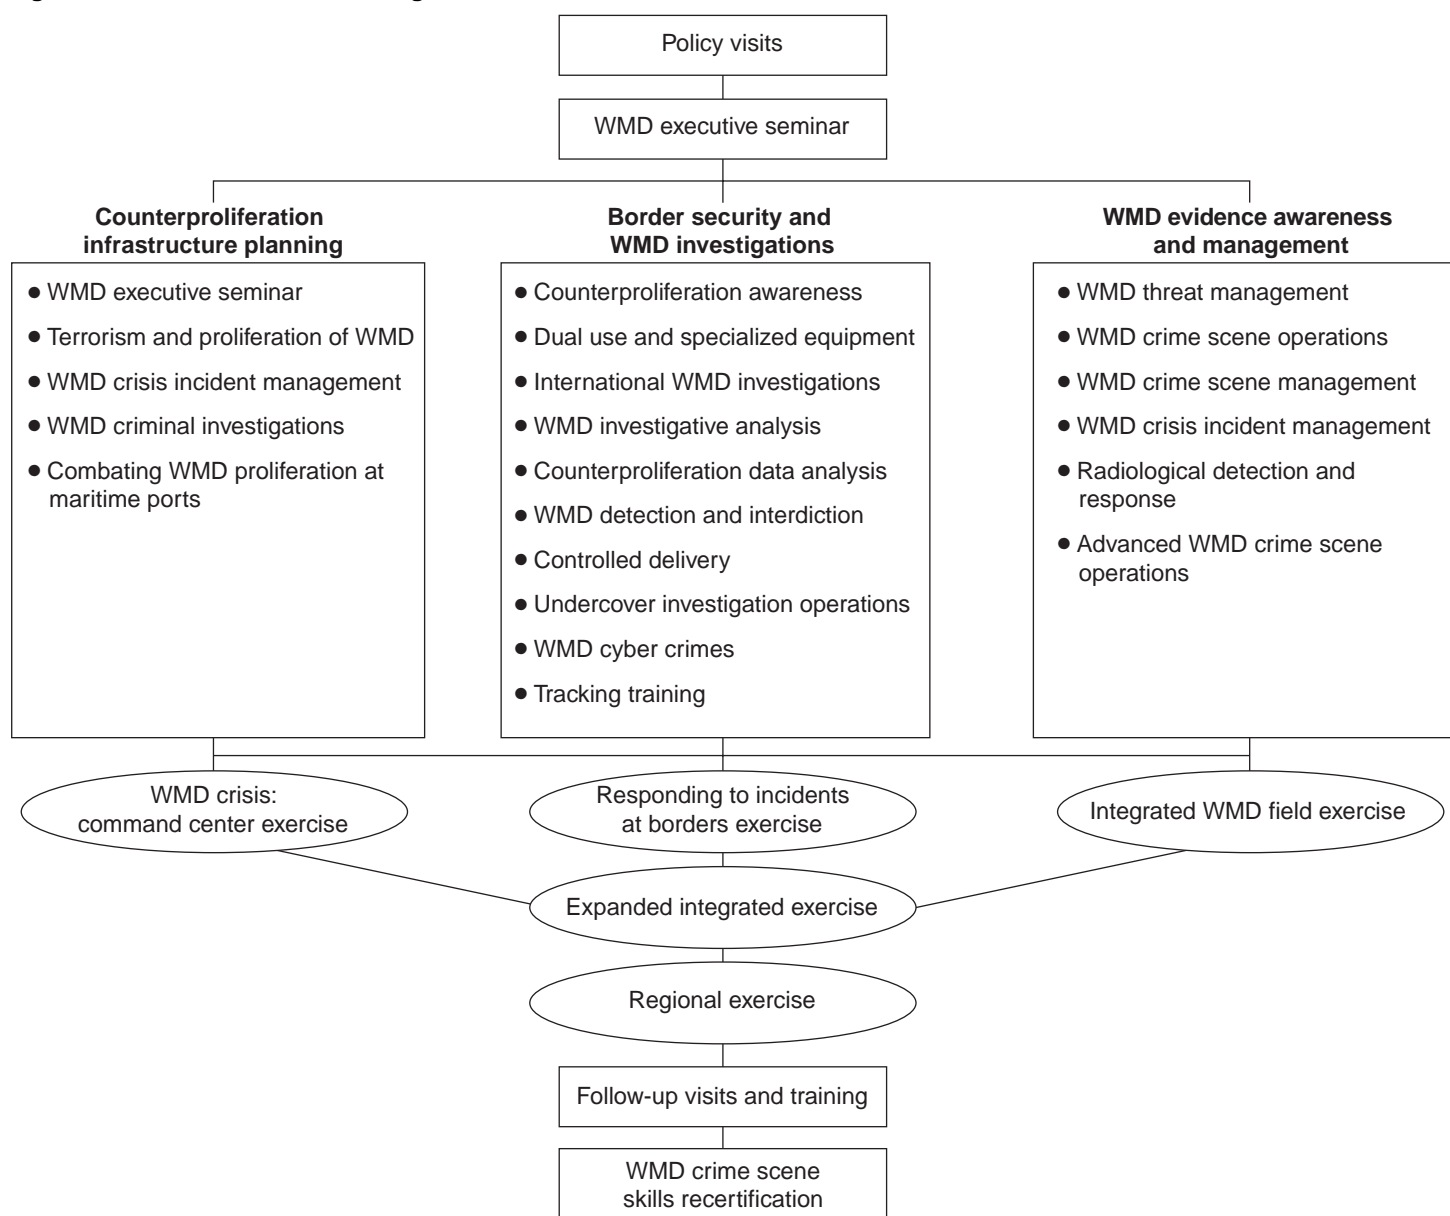 Policy visits
WMD executive seminar
Counterproliferation
infrastructure planning
● WMD executive seminar
● Terrorism and proliferation of WMD
● WMD crisis incident management
● WMD criminal investigations
● Combating WMD proliferation at
maritime ports
Border security and
WMD investigations
● Counterproliferation awareness
● Dual use and specialized equipment
● International WMD investigations
● WMD investigative analysis
● Counterproliferation data analysis
● WMD detection and interdiction
● Controlled delivery
● Undercover investigation operations
● WMD cyber crimes
● Tracking training
WMD evidence awareness
and management
● WMD threat management
● WMD crime scene operations
● WMD crime scene management
● WMD crisis incident management
● Radiological detection and
response
● Advanced WMD crime scene
operations
WMD crisis:
command center exercise
Responding to incidents
at borders exercise
Integrated WMD field exercise
Expanded integrated exercise
Regional exercise
Follow-up visits and training
WMD crime scene
skills recertification